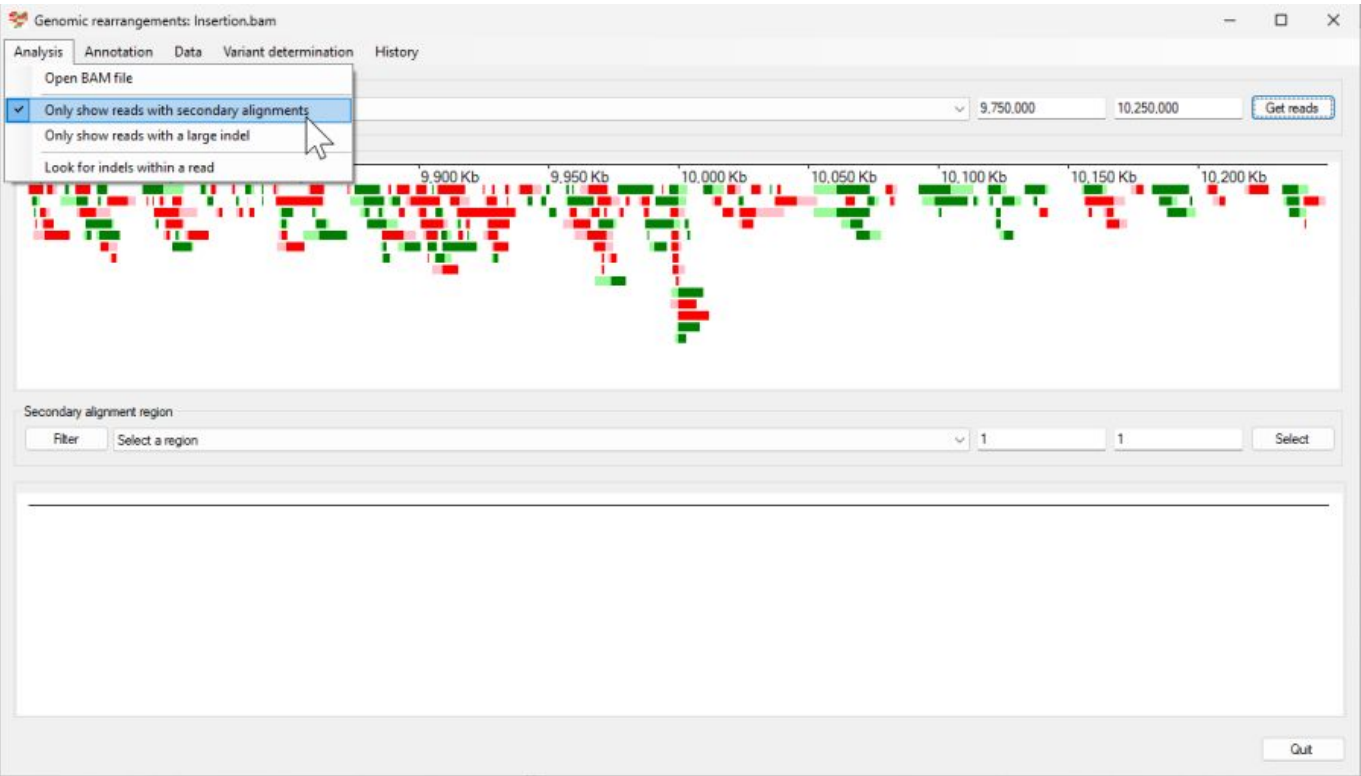 Genomic rearrangements: Insertion.bam
Analysis Annotation Data Variant determination History
Open BAM file
Only show reads with secondary alignments
9,750,000 10,250,000 Get reads
Only show reads with a large indel
Look for indels within a read
9,900 Kb 9,950 Kb 10,000 Kb 10,050 Kb 10,100 Kb 10,150 Kb 10,200 Kb
Secondary alignment region
Filter Select a region 1 1 Select
Quit